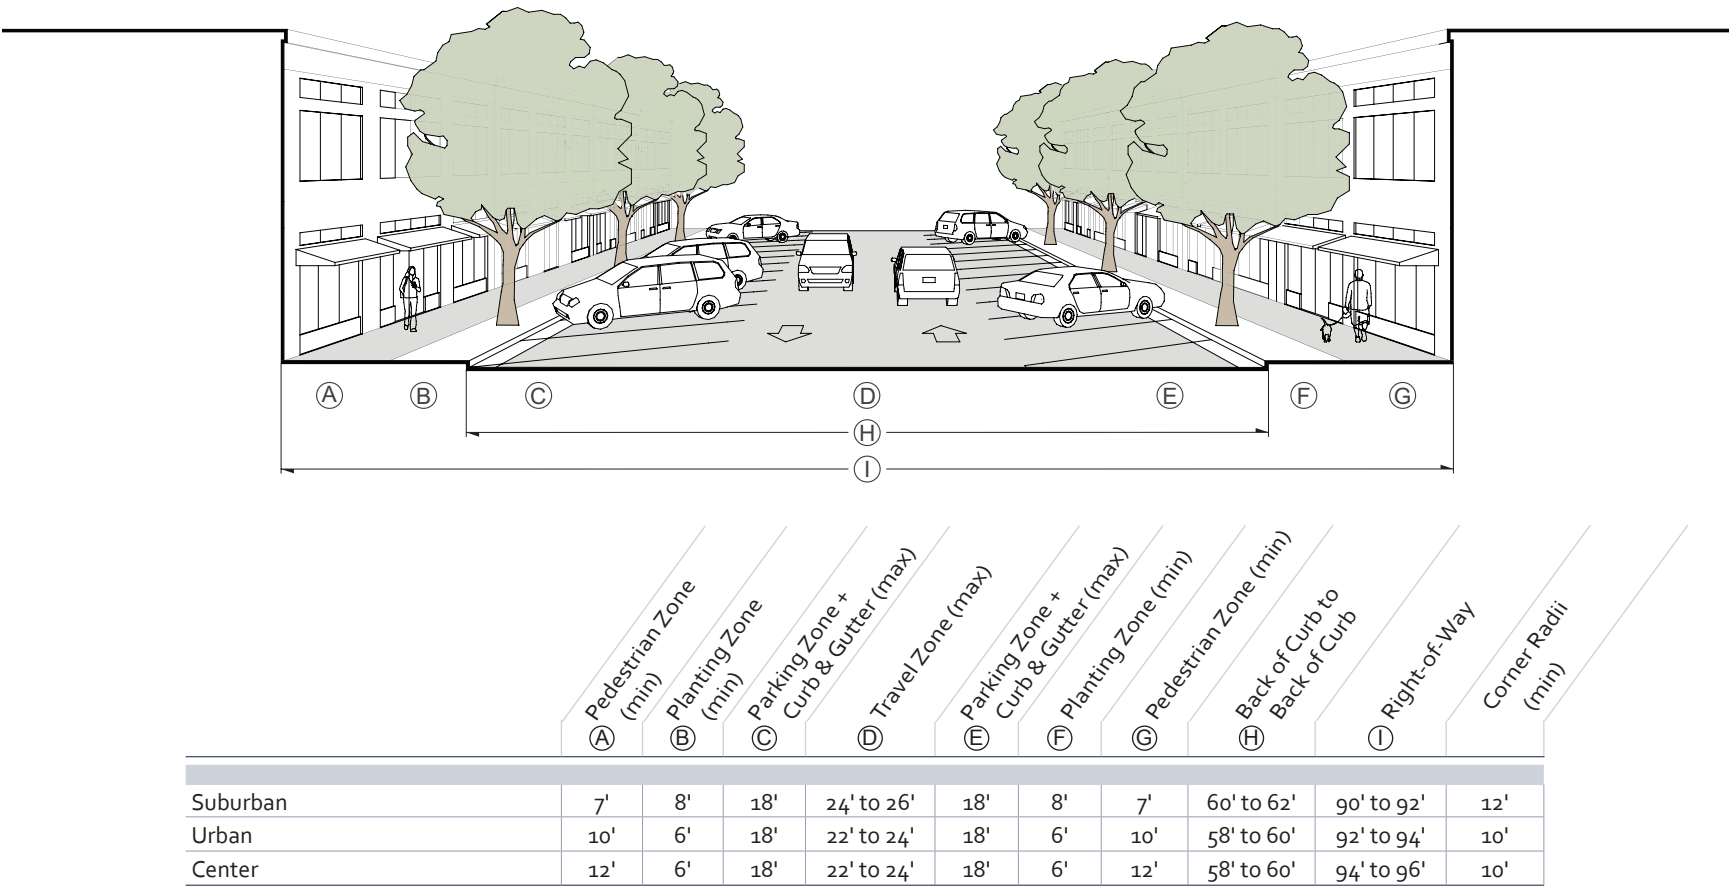 A B C D E F G
H
I
Pedestrian Zone
(min)
Planting Zone
(min)
Parking Zone +
Curb & Gutter (max)
Travel Zone (max)
Parking Zone +
Curb & Gutter (max)
Planting Zone (min)
Pedestrian Zone (min)
Back of Curb to
Back of Curb
Right-of-Way
Corner Radii
(min)
A B C D E F G H I
Suburban 7' 8' 18' 24' to 26' 18' 8' 7' 60' to 62' 90' to 92' 12'
Urban 10' 6' 18' 22' to 24' 18' 6' 10' 58' to 60' 92' to 94' 10'
Center 12' 6' 18' 22' to 24' 18' 6' 12' 58' to 60' 94' to 96' 10'